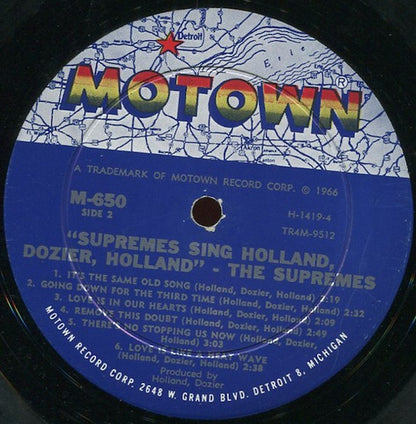 Detroit
Erie
MOTOWN®
A TRADEMARK OF MOTOWN RECORD CORP. © 1966
M-650
SIDE 2
H-1419-4
TR4M-9512
"SUPREMES SING HOLLAND,
DOZIER, HOLLAND" - THE SUPREMES
1. IT'S THE SAME OLD SONG (Holland, Dozier, Holland) 2:19
2. GOING DOWN FOR THE THIRD TIME (Holland, Dozier, Holland) 2:32
3. LOVE IS IN OUR HEARTS (Holland, Dozier, Holland) 2:09
4. REMOVE THIS DOUBT (Holland, Dozier, Holland) 2:49
5. THERE'S NO STOPPING US NOW (Holland, Dozier,
Holland) 3:03
6. LOVE IS LIKE A HEAT WAVE
(Holland, Dozier, Holland) 2:38
Produced by
Holland, Dozier
MOTOWN RECORD CORP. 2648 W. GRAND BLVD. DETROIT 8, MICHIGAN